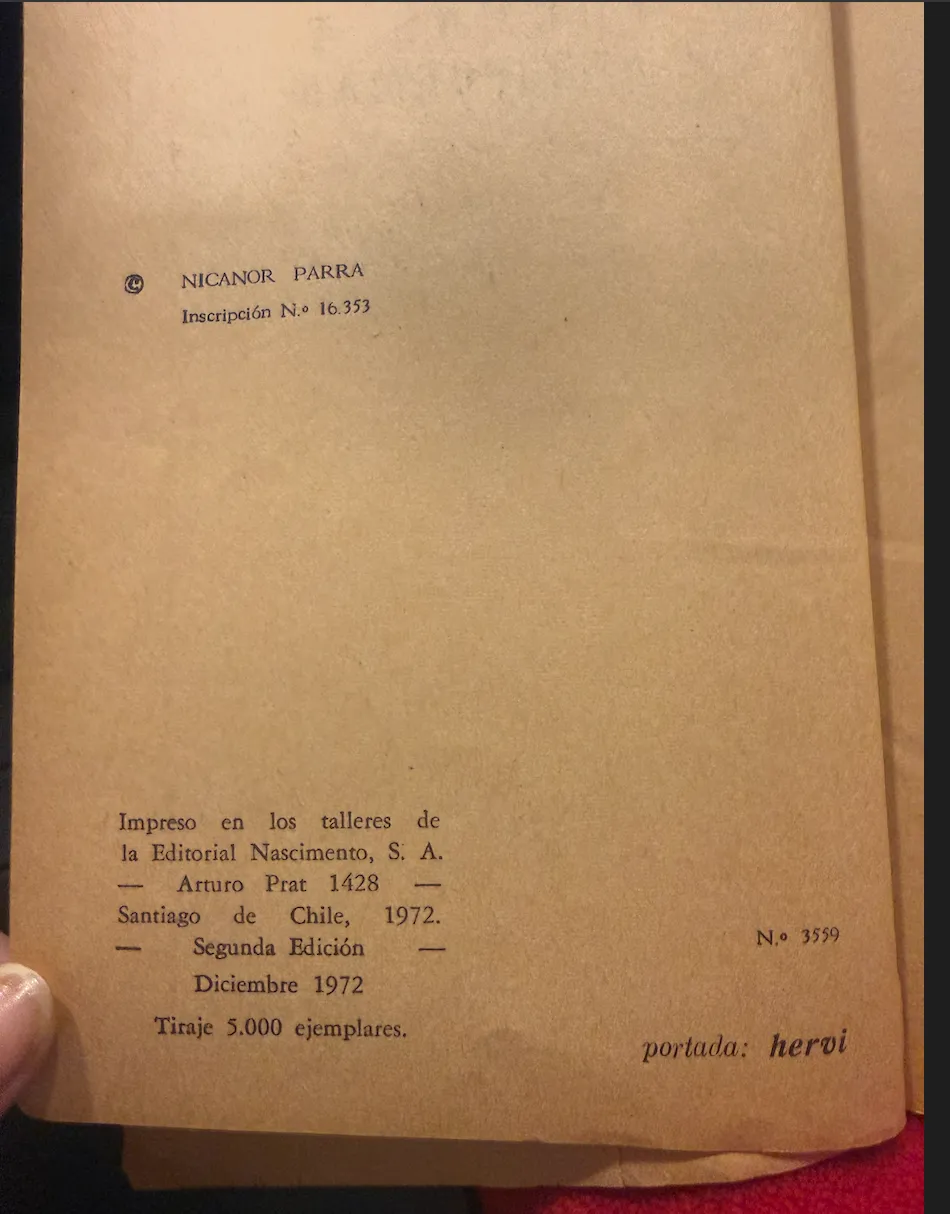 © NICANOR PARRA
Inscripción N.º 16.353
Impreso en los talleres de
la Editorial Nascimento, S. A.
— Arturo Prat 1428 —
Santiago de Chile, 1972.
— Segunda Edición —
Diciembre 1972
Tiraje 5.000 ejemplares.
N.º 3559
portada: hervi